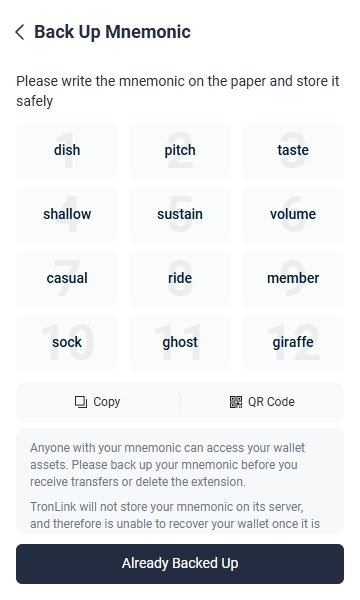 Back Up Mnemonic
Please write the mnemonic on the paper and store it
safely
1 dish
2 pitch
3 taste
4 shallow
5 sustain
6 volume
7 casual
8 ride
9 member
10 sock
11 ghost
12 giraffe
Copy
QR Code
Anyone with your mnemonic can access your wallet
assets. Please back up your mnemonic before you
receive transfers or delete the extension.
TronLink will not store your mnemonic on its server,
and therefore is unable to recover your wallet once it is
Already Backed Up